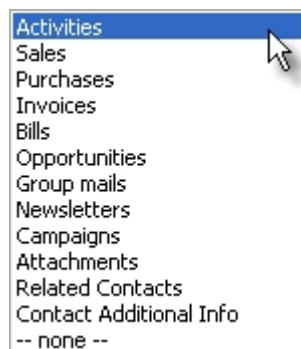 Activities
Sales
Purchases
Invoices
Bills
Opportunities
Group mails
Newsletters
Campaigns
Attachments
Related Contacts
Contact Additional Info
-- none --